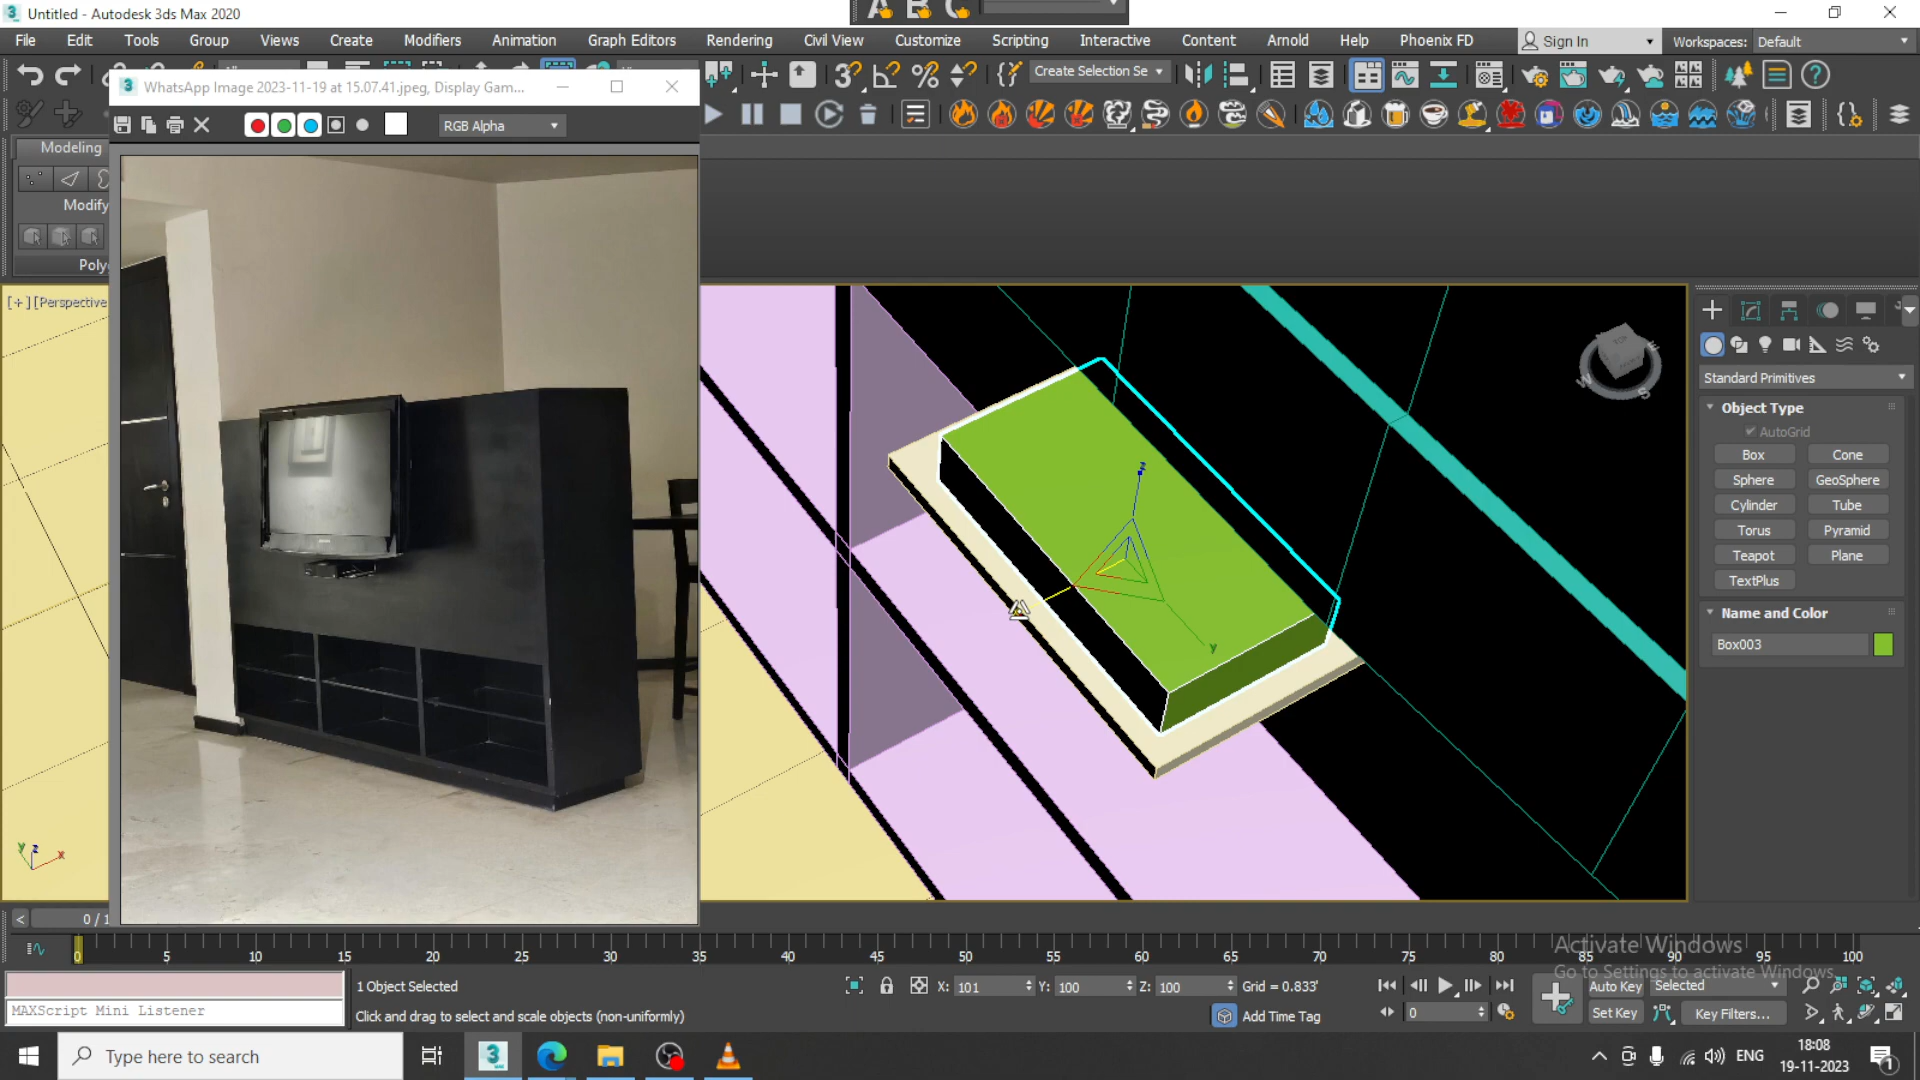 Untitled - Autodesk 3ds Max 2020
File Edit Tools Group Views Create Modifiers Animation Graph Editors Rendering Civil View Customize Scripting Interactive Content Arnold Help Phoenix FD
Sign In
Workspaces: Default
Create Selection Se
WhatsApp Image 2023-11-19 at 15.07.41.jpeg, Display Gam...
RGB Alpha
Modeling
Modify
Poly
[+][Perspective
Standard Primitives
Object Type
AutoGrid
Box Cone
Sphere GeoSphere
Cylinder Tube
Torus Pyramid
Teapot Plane
TextPlus
Name and Color
Box003
z
y
W
S
E
y z x
< 0 / 1
0 5 10 15 20 25 30 35 40 45 50 55 60 65 70 75 80 85 90 95 100
Activate Windows
Go to Settings to activate Windows.
1 Object Selected
X: 101 Y: 100 Z: 100 Grid = 0.833'
Auto Key Selected
MAXScript Mini Listener
Click and drag to select and scale objects (non-uniformly)
Add Time Tag
0
Set Key Key Filters...
Type here to search
ENG
18:08
19-11-2023
1